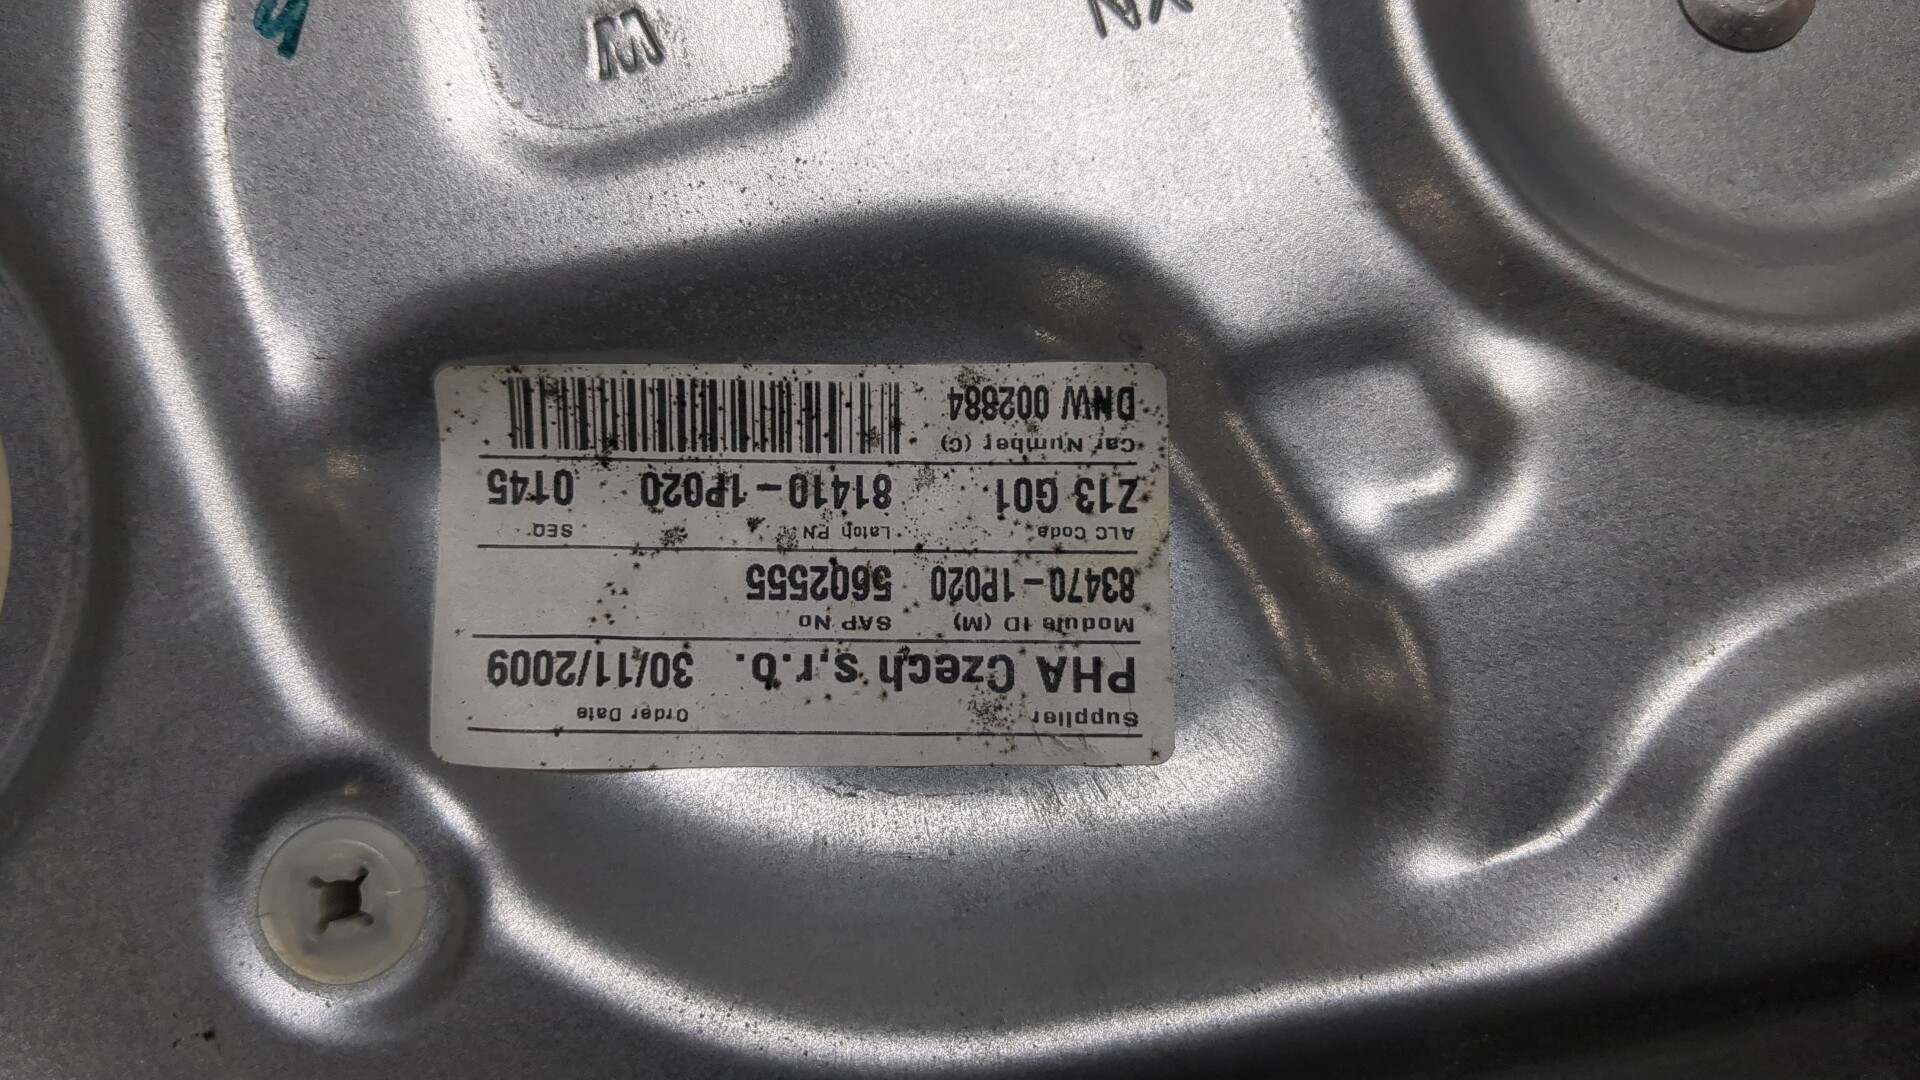 Supplier Order Date
PHA Czech s.r.o. 30/11/2009
Module ID (M) SAP No
83470-1P020 56Q2555
ALC Code Latch PN SEQ
Z13 G01 81410-1P020 0145
Car Number (C)
DNW 002884